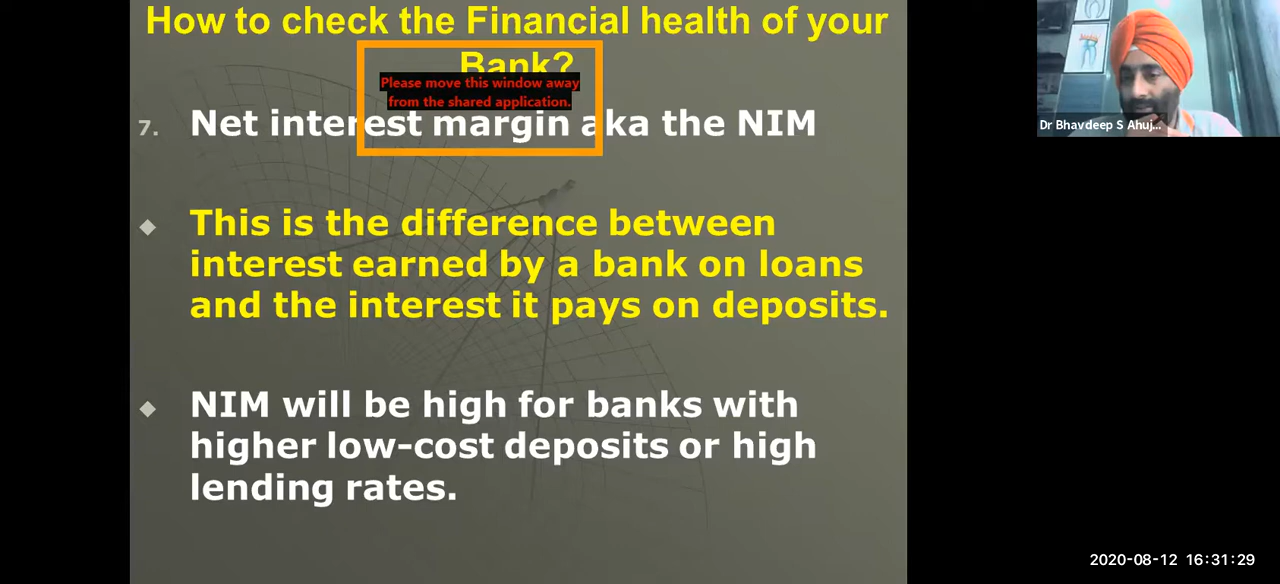 How to check the Financial health of your
Bank?
Please move this window away
from the shared application.
7. Net interest margin aka the NIM
This is the difference between
interest earned by a bank on loans
and the interest it pays on deposits.
NIM will be high for banks with
higher low-cost deposits or high
lending rates.
Dr Bhavdeep S Ahuj...
2020-08-12 16:31:29